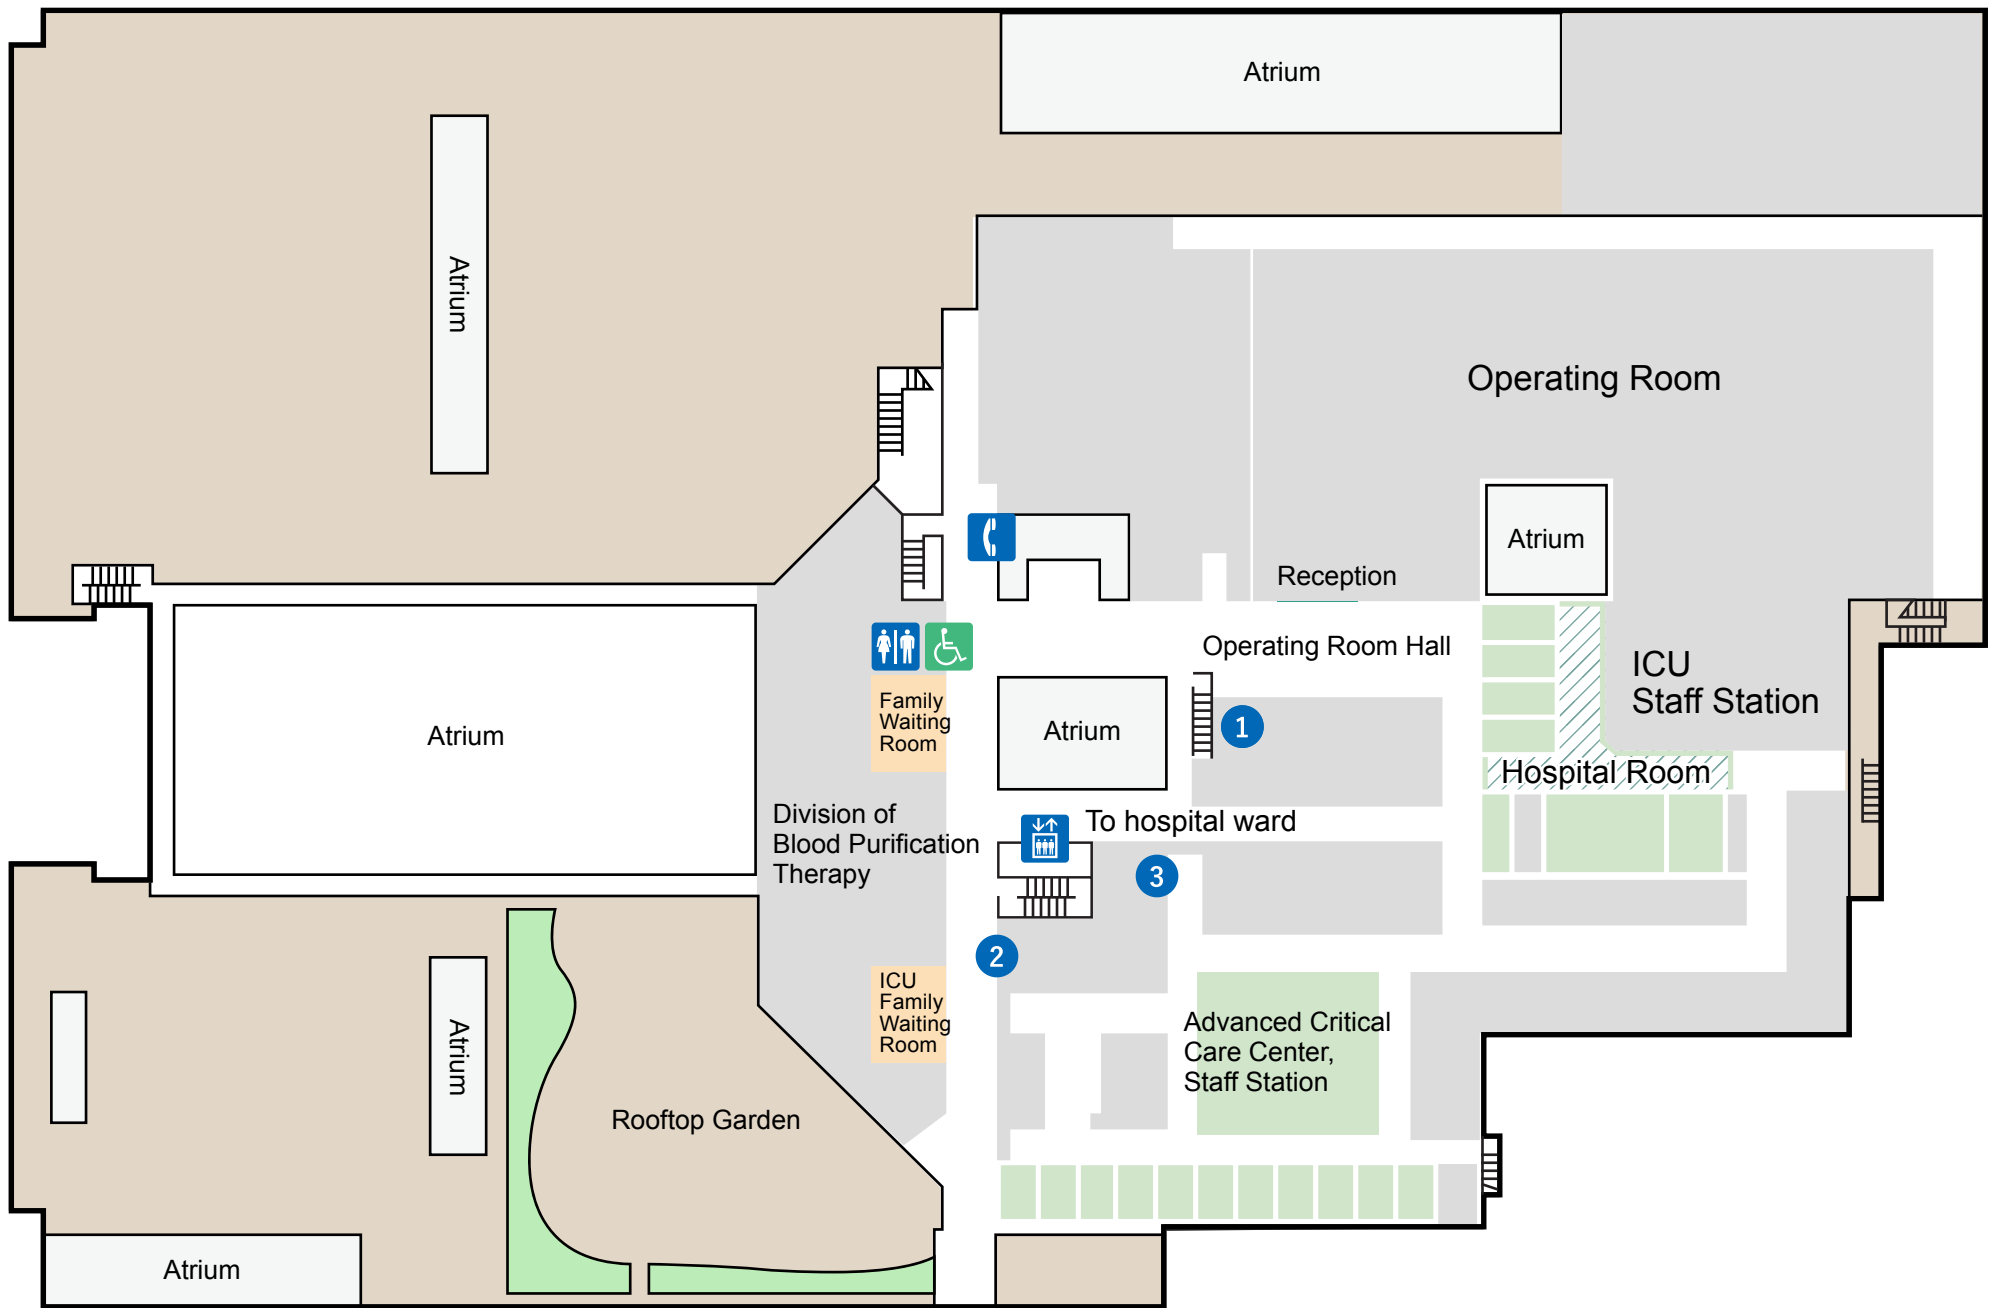 Atrium
Atrium
Operating Room
Atrium
Reception
Operating Room Hall
ICU
Staff Station
Family
Waiting
Room
Atrium
Atrium
1
Hospital Room
Division of
Blood Purification
Therapy
To hospital ward
3
2
ICU
Family
Waiting
Room
Advanced Critical
Care Center,
Staff Station
Atrium
Rooftop Garden
Atrium